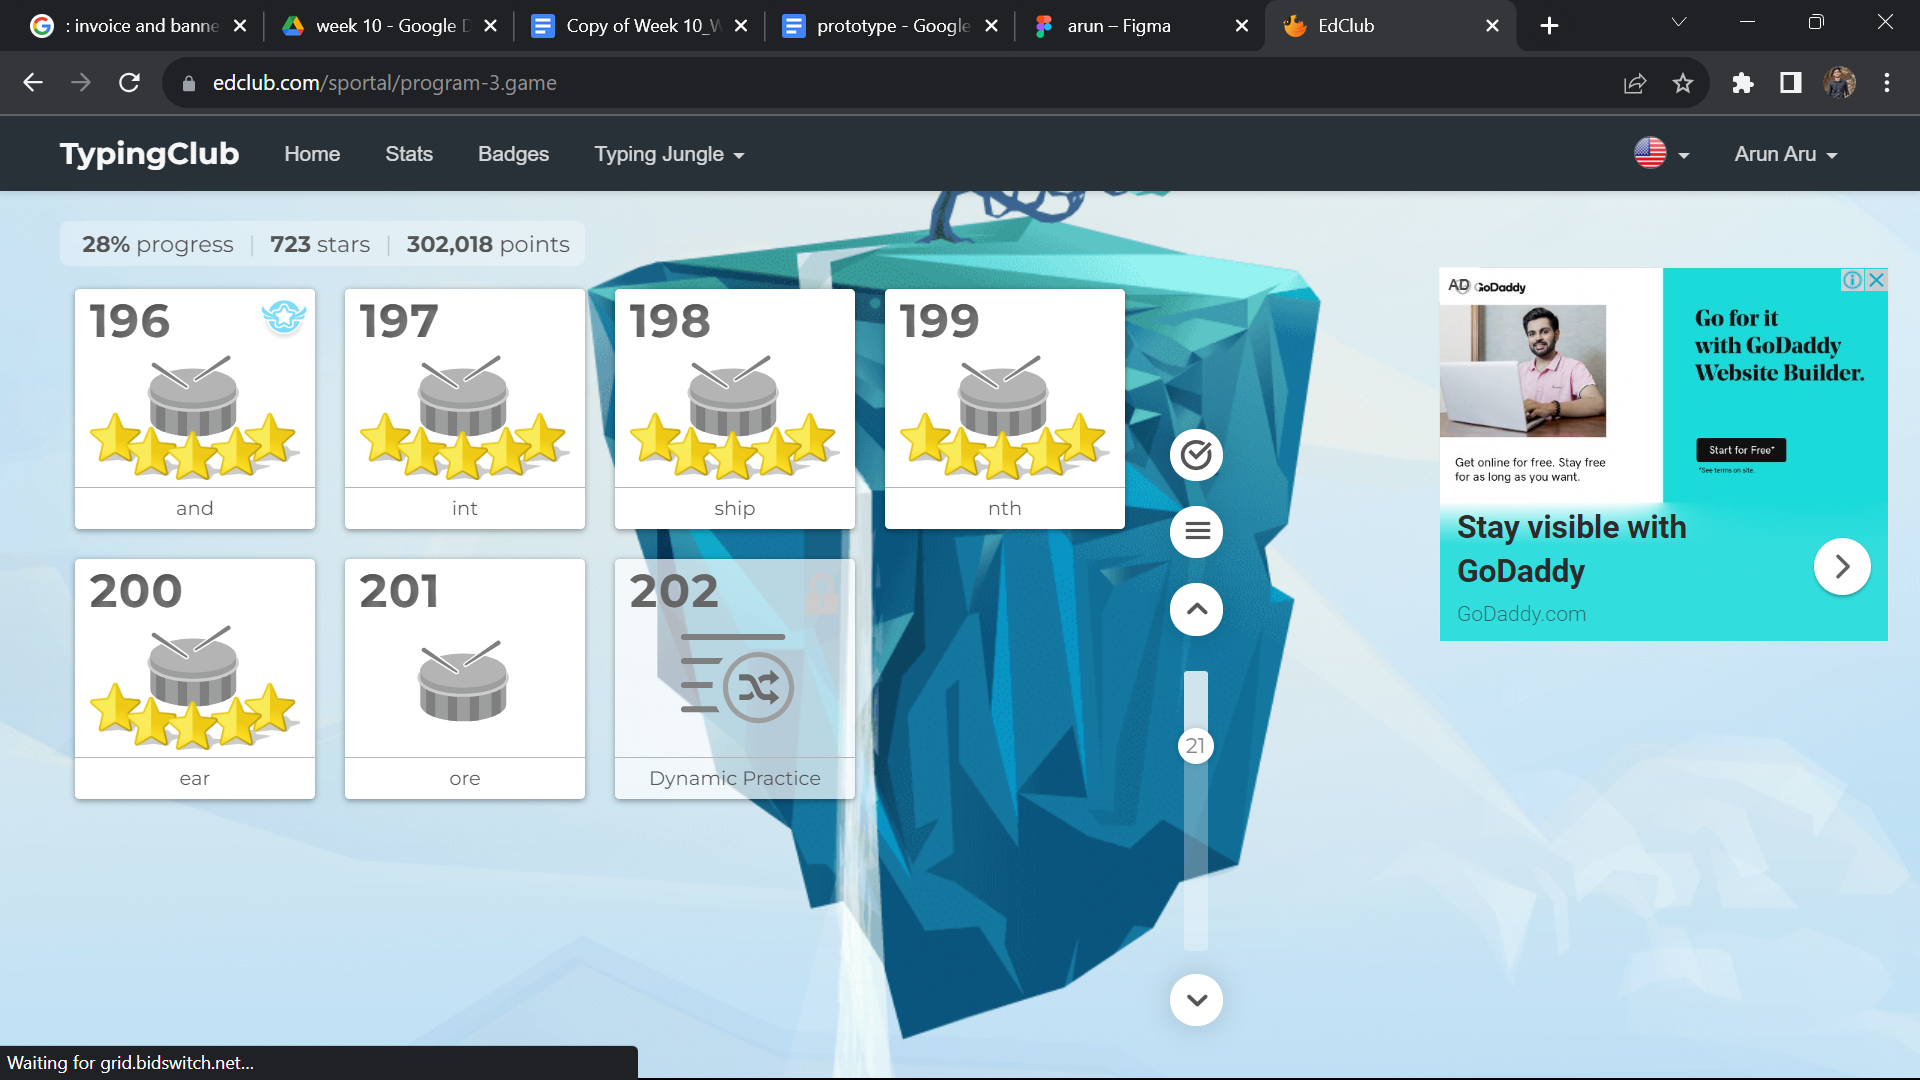 : invoice and banne
week 10 - Google D
Copy of Week 10_W
prototype - Google
arun – Figma
EdClub
edclub.com/sportal/program-3.game
TypingClub
Home
Stats
Badges
Typing Jungle
Arun Aru
28% progress
723 stars
302,018 points
196
197
198
199
and
int
ship
nth
200
201
202
ear
ore
Dynamic Practice
21
AD
GoDaddy
Go for it
with GoDaddy
Website Builder.
Start for Free*
*See terms on site.
Get online for free. Stay free
for as long as you want.
Stay visible with
GoDaddy
GoDaddy.com
Waiting for grid.bidswitch.net...